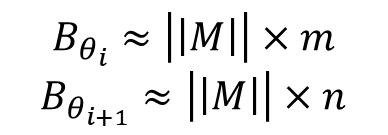 B_{θ_i} ≈ ||M|| × m
B_{θ_{i+1}} ≈ ||M|| × n